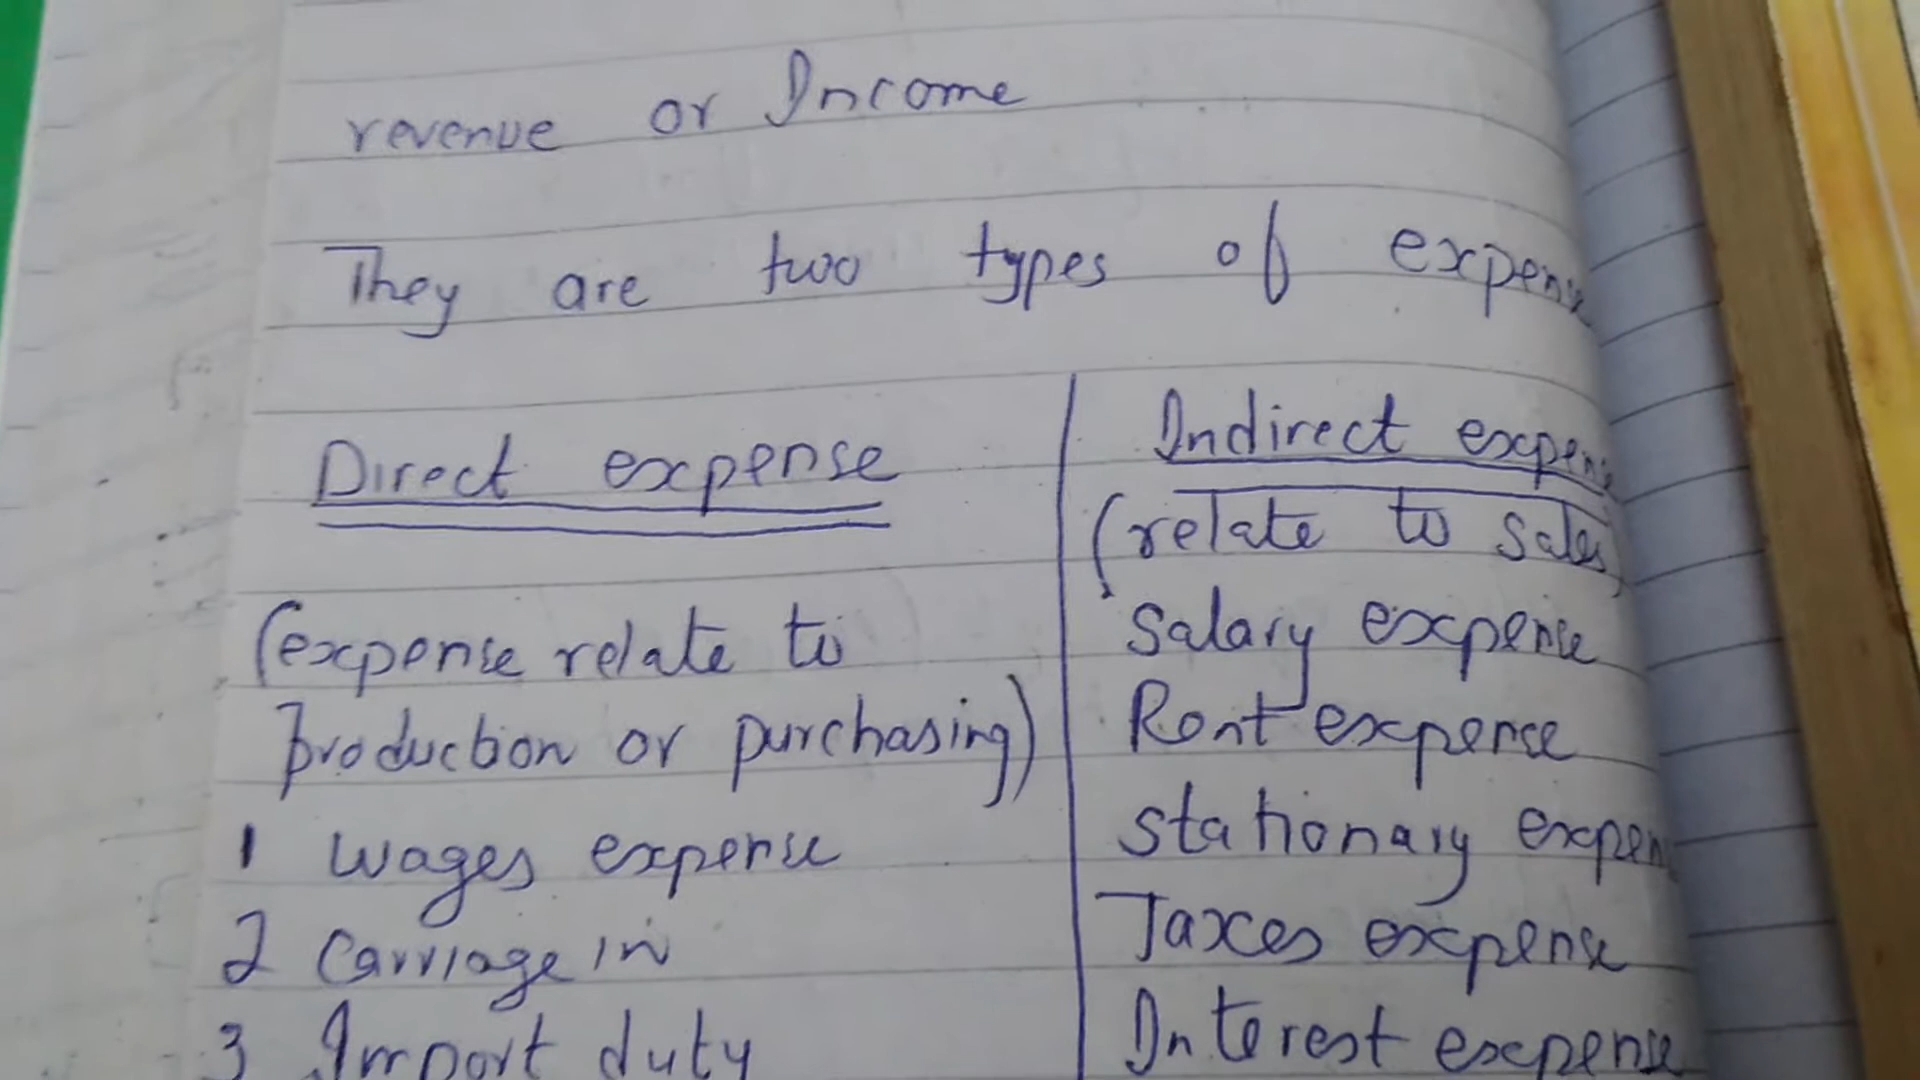 revenue or Income
They are two types of expense
Direct expense
(expense relate to
production or purchasing)
1 wages expense
2 Carriage in
3 Import duty
Indirect expens
(relate to sales)
Salary expense
Rent expense
Stationary expen
Taxes expense
Interest expense